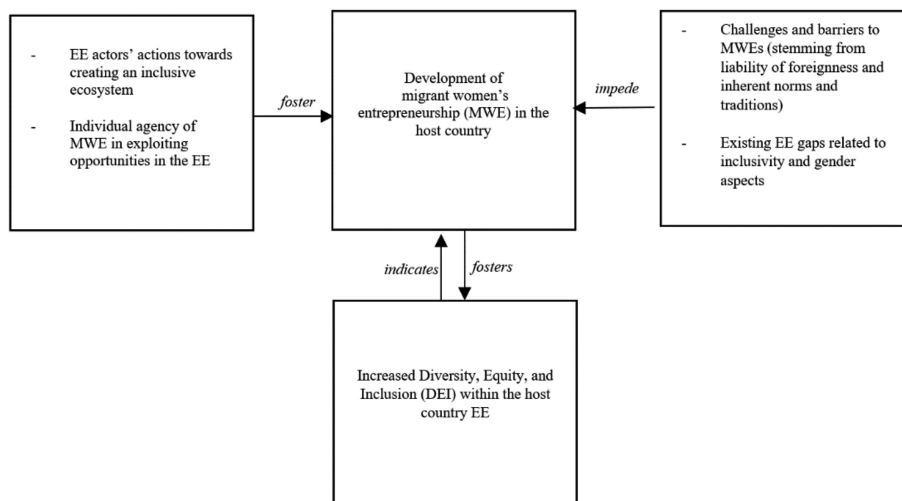 - EE actors' actions towards
creating an inclusive
ecosystem
- Individual agency of
MWE in exploiting
opportunities in the EE
foster
Development of
migrant women's
entrepreneurship (MWE) in the
host country
impede
- Challenges and barriers to
MWEs (stemming from
liability of foreignness and
inherent norms and
traditions)
- Existing EE gaps related to
inclusivity and gender
aspects
indicates
fosters
Increased Diversity, Equity, and
Inclusion (DEI) within the host
country EE